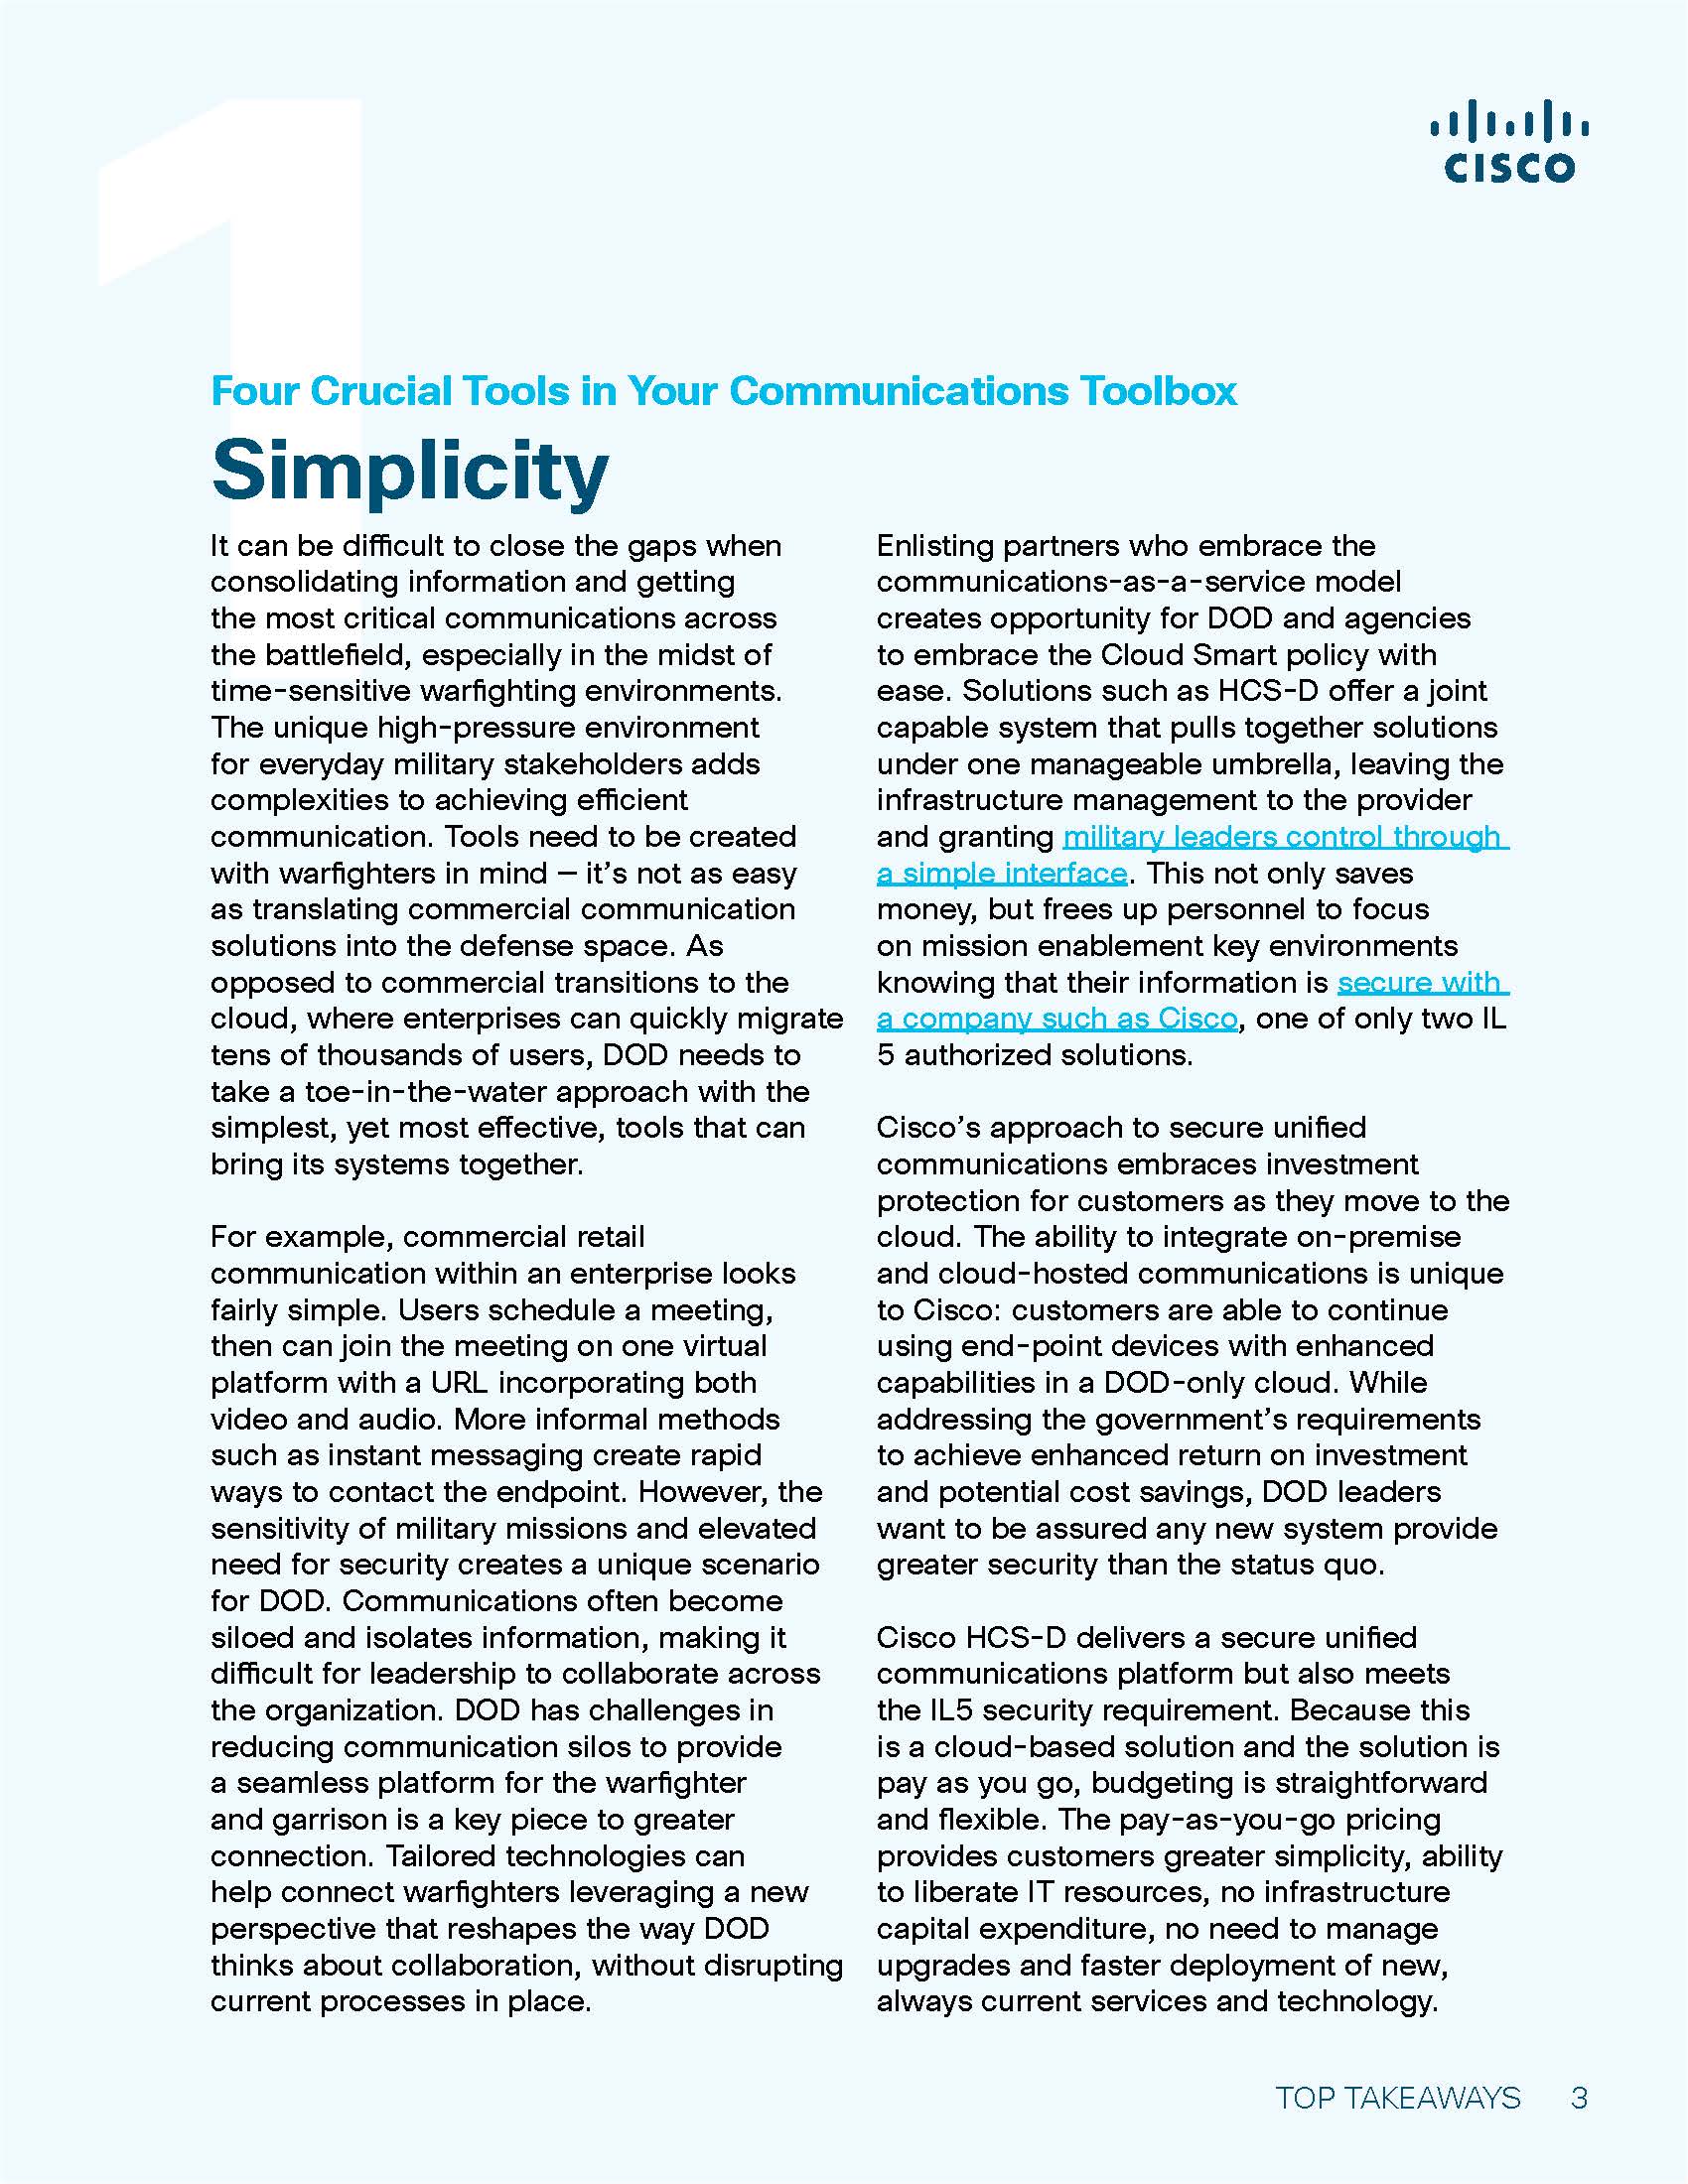 1
CISCO
Four Crucial Tools in Your Communications Toolbox
Simplicity
It can be difficult to close the gaps when
consolidating information and getting
the most critical communications across
the battlefield, especially in the midst of
time-sensitive warfighting environments.
The unique high-pressure environment
for everyday military stakeholders adds
complexities to achieving efficient
communication. Tools need to be created
with warfighters in mind – it’s not as easy
as translating commercial communication
solutions into the defense space. As
opposed to commercial transitions to the
cloud, where enterprises can quickly migrate
tens of thousands of users, DOD needs to
take a toe-in-the-water approach with the
simplest, yet most effective, tools that can
bring its systems together.
For example, commercial retail
communication within an enterprise looks
fairly simple. Users schedule a meeting,
then can join the meeting on one virtual
platform with a URL incorporating both
video and audio. More informal methods
such as instant messaging create rapid
ways to contact the endpoint. However, the
sensitivity of military missions and elevated
need for security creates a unique scenario
for DOD. Communications often become
siloed and isolates information, making it
difficult for leadership to collaborate across
the organization. DOD has challenges in
reducing communication silos to provide
a seamless platform for the warfighter
and garrison is a key piece to greater
connection. Tailored technologies can
help connect warfighters leveraging a new
perspective that reshapes the way DOD
thinks about collaboration, without disrupting
current processes in place.
Enlisting partners who embrace the
communications-as-a-service model
creates opportunity for DOD and agencies
to embrace the Cloud Smart policy with
ease. Solutions such as HCS-D offer a joint
capable system that pulls together solutions
under one manageable umbrella, leaving the
infrastructure management to the provider
and granting military leaders control through
a simple interface. This not only saves
money, but frees up personnel to focus
on mission enablement key environments
knowing that their information is secure with
a company such as Cisco, one of only two IL
5 authorized solutions.
Cisco’s approach to secure unified
communications embraces investment
protection for customers as they move to the
cloud. The ability to integrate on-premise
and cloud-hosted communications is unique
to Cisco: customers are able to continue
using end-point devices with enhanced
capabilities in a DOD-only cloud. While
addressing the government’s requirements
to achieve enhanced return on investment
and potential cost savings, DOD leaders
want to be assured any new system provide
greater security than the status quo.
Cisco HCS-D delivers a secure unified
communications platform but also meets
the IL5 security requirement. Because this
is a cloud-based solution and the solution is
pay as you go, budgeting is straightforward
and flexible. The pay-as-you-go pricing
provides customers greater simplicity, ability
to liberate IT resources, no infrastructure
capital expenditure, no need to manage
upgrades and faster deployment of new,
always current services and technology.
TOP TAKEAWAYS 3